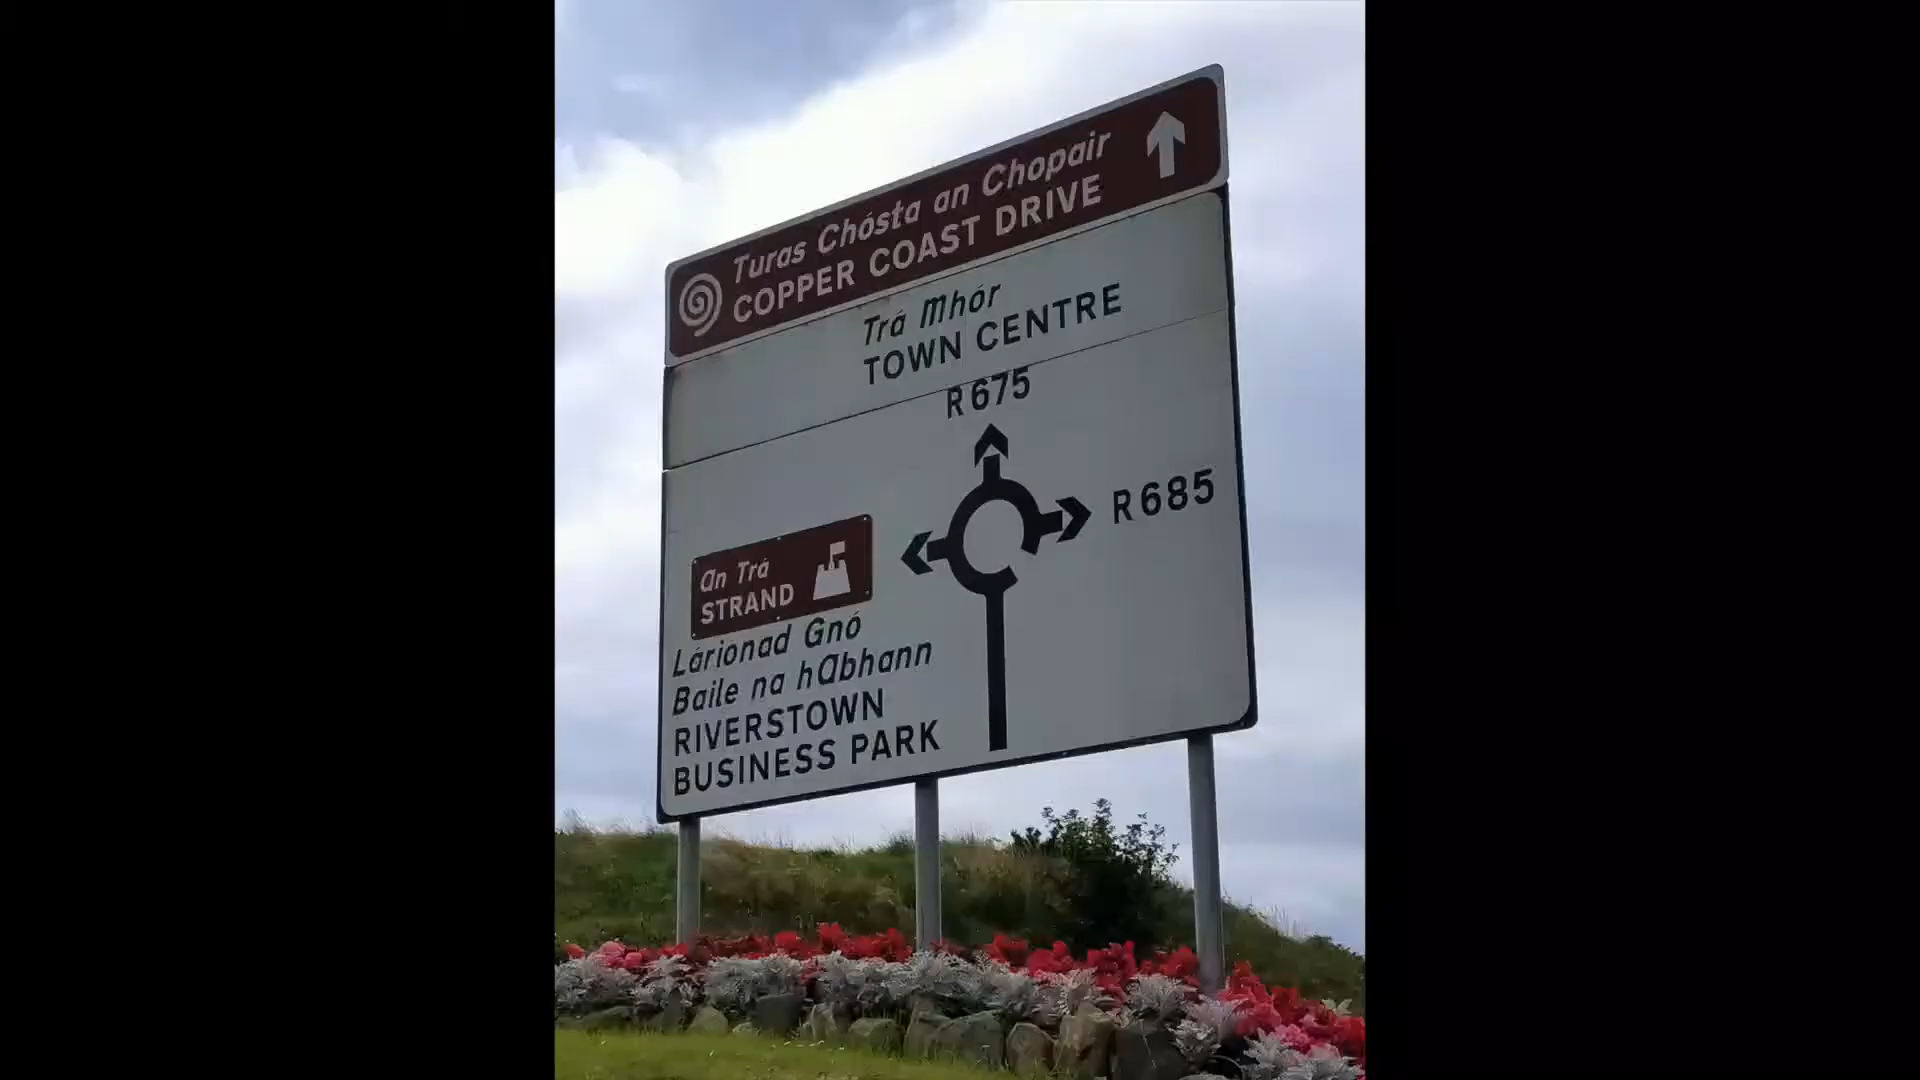 Turas Chósta an Chopair
COPPER COAST DRIVE
Trá Mhór
TOWN CENTRE
R675
R685
An Trá
STRAND
Lárionad Gnó
Baile na hAbhann
RIVERSTOWN
BUSINESS PARK